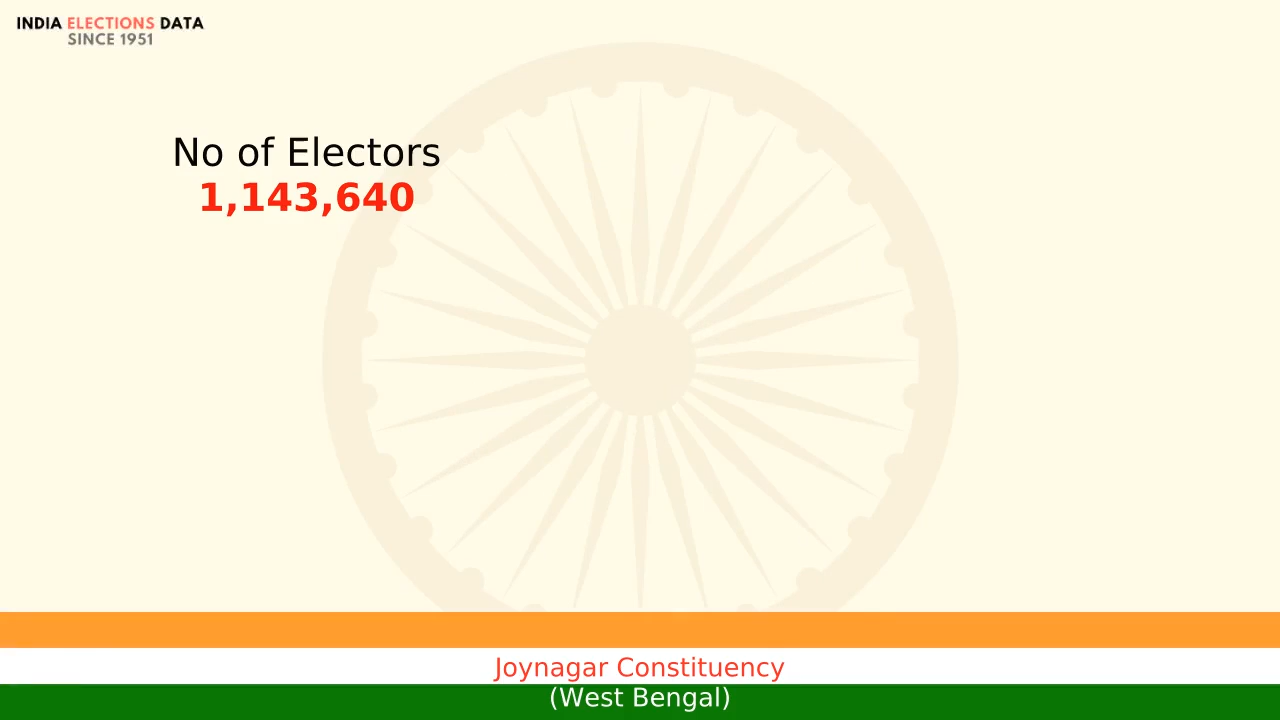 INDIA ELECTIONS DATA
SINCE 1951
No of Electors
1,143,640
Joynagar Constituency
(West Bengal)